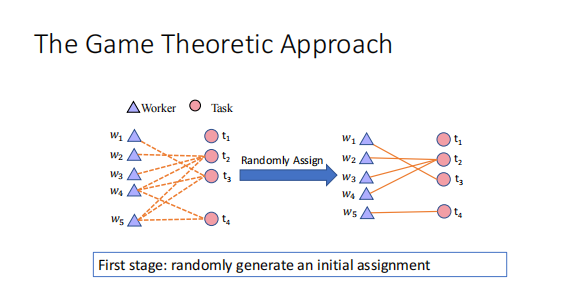 The Game Theoretic Approach
Worker Task
w1 t1
w2 t2
w3 t3
w4
w5 t4
Randomly Assign
w1 t1
w2 t2
w3 t3
w4
w5 t4
First stage: randomly generate an initial assignment